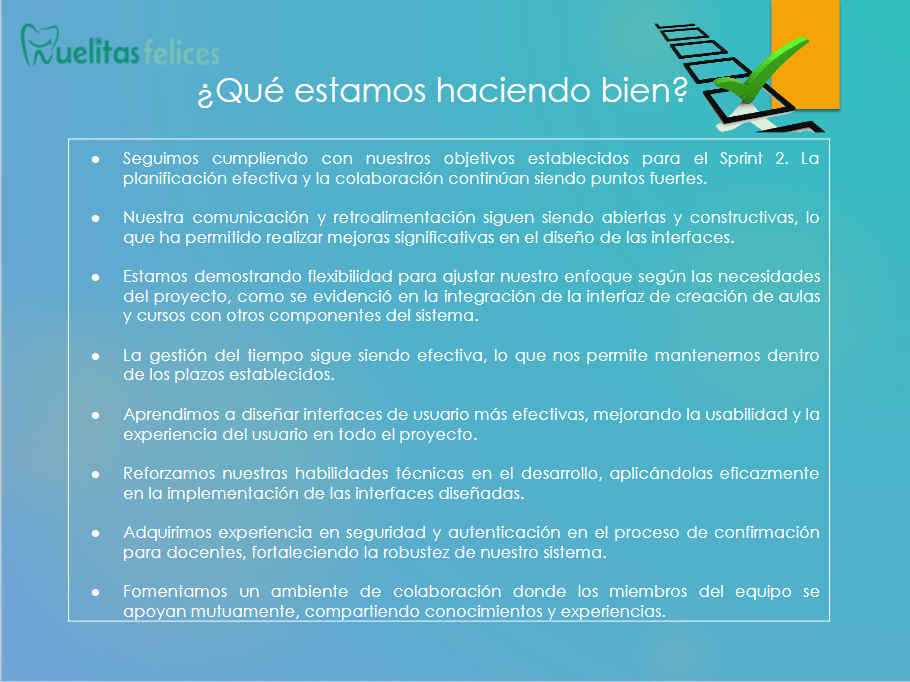 Muelitas felices
¿Qué estamos haciendo bien?
● Seguimos cumpliendo con nuestros objetivos establecidos para el Sprint 2. La
planificación efectiva y la colaboración continúan siendo puntos fuertes.
● Nuestra comunicación y retroalimentación siguen siendo abiertas y constructivas, lo
que ha permitido realizar mejoras significativas en el diseño de las interfaces.
● Estamos demostrando flexibilidad para ajustar nuestro enfoque según las necesidades
del proyecto, como se evidenció en la integración de la interfaz de creación de aulas
y cursos con otros componentes del sistema.
● La gestión del tiempo sigue siendo efectiva, lo que nos permite mantenernos dentro
de los plazos establecidos.
● Aprendimos a diseñar interfaces de usuario más efectivas, mejorando la usabilidad y la
experiencia del usuario en todo el proyecto.
● Reforzamos nuestras habilidades técnicas en el desarrollo, aplicándolas eficazmente
en la implementación de las interfaces diseñadas.
● Adquirimos experiencia en seguridad y autenticación en el proceso de confirmación
para docentes, fortaleciendo la robustez de nuestro sistema.
● Fomentamos un ambiente de colaboración donde los miembros del equipo se
apoyan mutuamente, compartiendo conocimientos y experiencias.